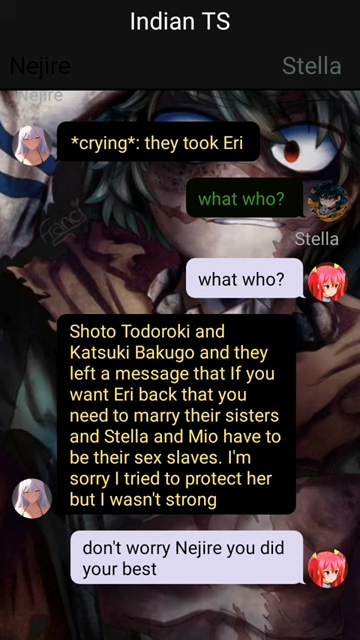 Indian TS
Nejire
Stella
Nejire
*crying*: they took Eri
what who?
Stella
what who?
Shoto Todoroki and
Katsuki Bakugo and they
left a message that If you
want Eri back that you
need to marry their sisters
and Stella and Mio have to
be their sex slaves. I'm
sorry I tried to protect her
but I wasn't strong
don't worry Nejire you did
your best